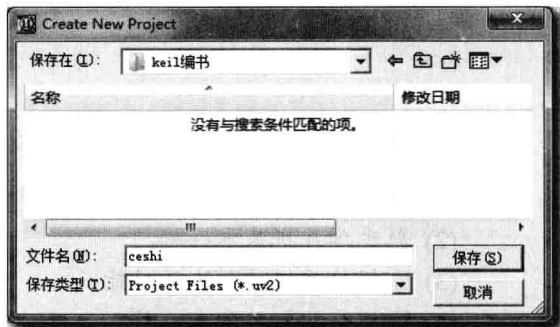 Create New Project
保存在(I):
keil编书
名称
修改日期
没有与搜索条件匹配的项。
文件名(N):
ceshi
保存(S)
保存类型(T):
Project Files (*.uv2)
取消